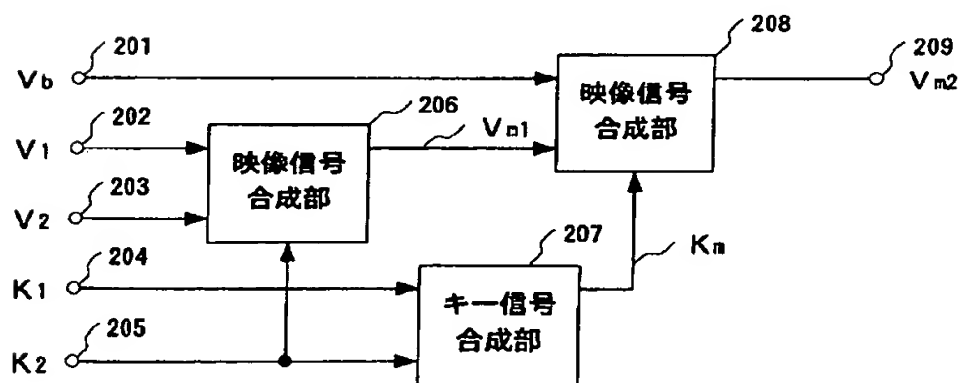 201
Vb
202
V1
203
V2
204
K1
205
K2
206
映像信号
合成部
Vm1
207
キー信号
合成部
Km
208
映像信号
合成部
209
Vm2